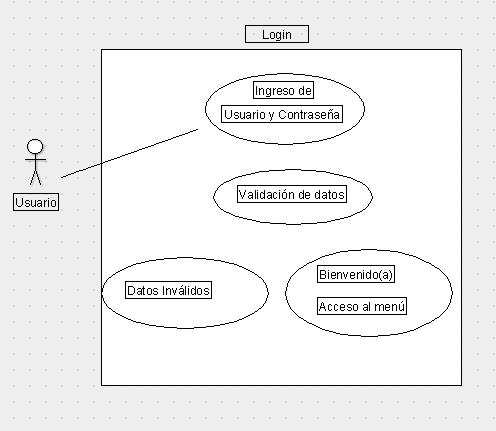 Login
Ingreso de
Usuario y Contraseña
Usuario
Validación de datos
Datos Inválidos
Bienvenido(a)
Acceso al menú